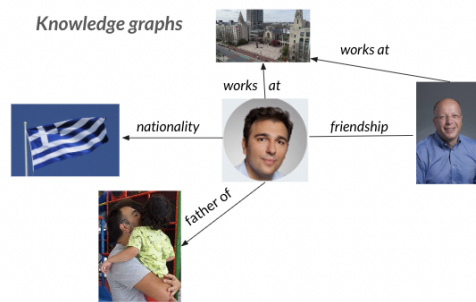 Knowledge graphs
works at
works at
nationality
friendship
father of